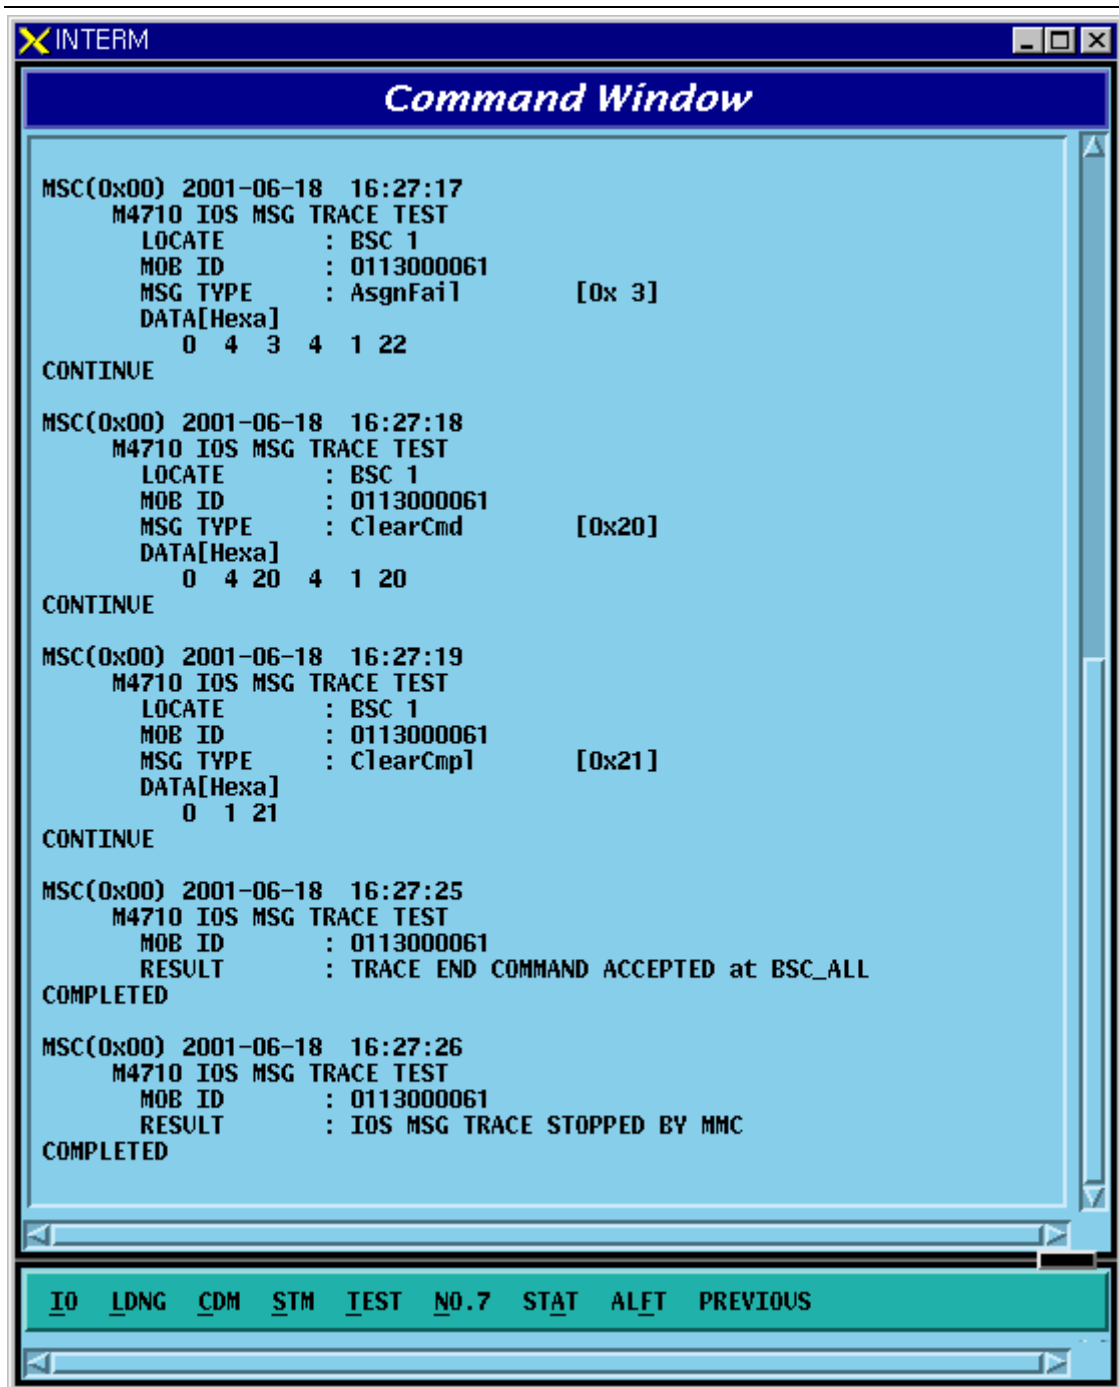 INTERM
Command Window
MSC(0x00) 2001-06-18 16:27:17
M4710 IOS MSG TRACE TEST
LOCATE : BSC 1
MOB ID : 0113000061
MSG TYPE : AsgnFail [0x 3]
DATA[Hexa]
0 4 3 4 1 22
CONTINUE
MSC(0x00) 2001-06-18 16:27:18
M4710 IOS MSG TRACE TEST
LOCATE : BSC 1
MOB ID : 0113000061
MSG TYPE : ClearCmd [0x20]
DATA[Hexa]
0 4 20 4 1 20
CONTINUE
MSC(0x00) 2001-06-18 16:27:19
M4710 IOS MSG TRACE TEST
LOCATE : BSC 1
MOB ID : 0113000061
MSG TYPE : ClearCmpl [0x21]
DATA[Hexa]
0 1 21
CONTINUE
MSC(0x00) 2001-06-18 16:27:25
M4710 IOS MSG TRACE TEST
MOB ID : 0113000061
RESULT : TRACE END COMMAND ACCEPTED at BSC_ALL
COMPLETED
MSC(0x00) 2001-06-18 16:27:26
M4710 IOS MSG TRACE TEST
MOB ID : 0113000061
RESULT : IOS MSG TRACE STOPPED BY MMC
COMPLETED
IO LDNG CDM STM TEST NO.7 STAT ALFT PREVIOUS